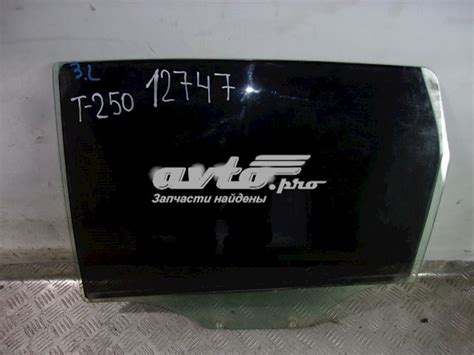 3.L
T-250 12747
avto.pro
Запчасти найдены